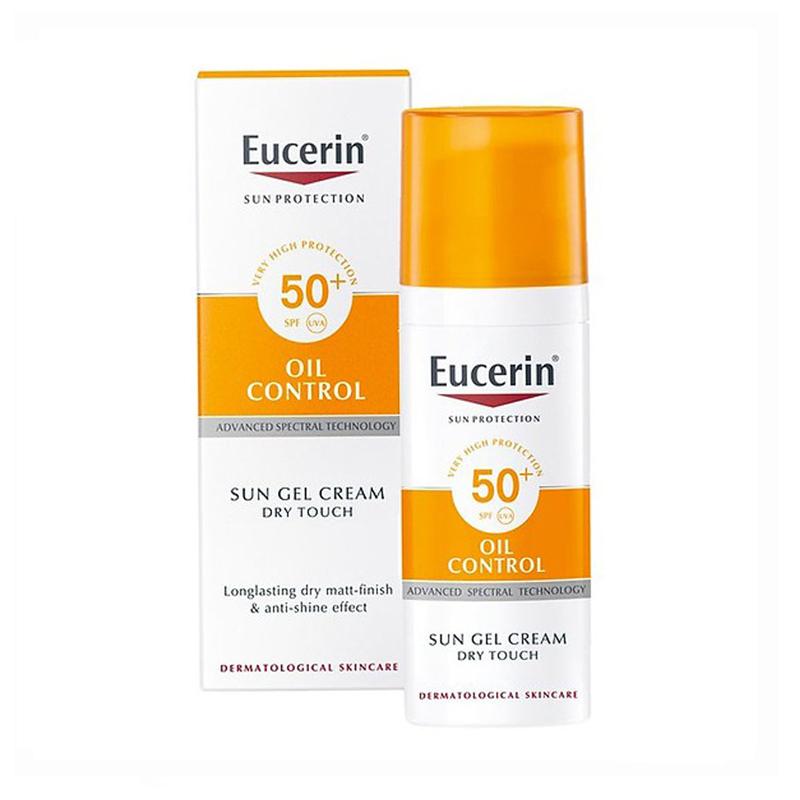 Eucerin®
SUN PROTECTION
VERY HIGH PROTECTION
50+
SPF UVA
OIL
CONTROL
ADVANCED SPECTRAL TECHNOLOGY
SUN GEL CREAM
DRY TOUCH
Longlasting dry matt-finish
& anti-shine effect
DERMATOLOGICAL SKINCARE
Eucerin®
SUN PROTECTION
VERY HIGH PROTECTION
50+
SPF UVA
OIL
CONTROL
ADVANCED SPECTRAL TECHNOLOGY
SUN GEL CREAM
DRY TOUCH
DERMATOLOGICAL SKINCARE